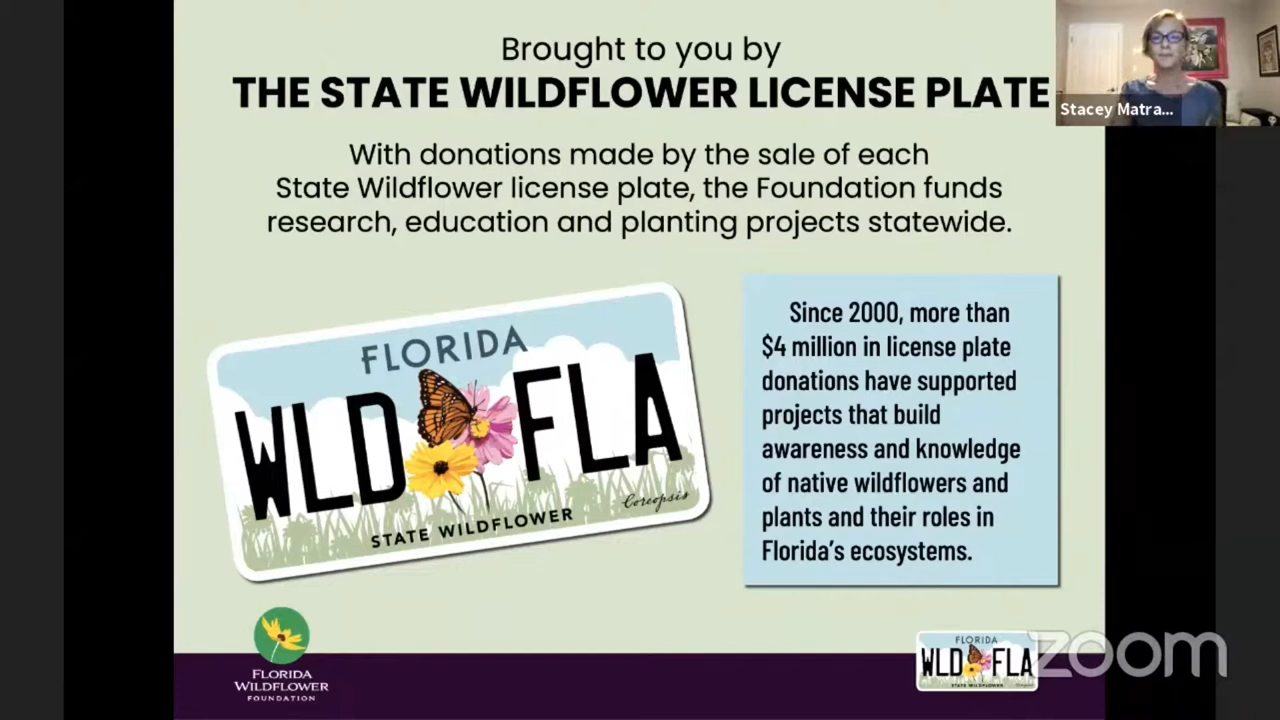 Brought to you by
THE STATE WILDFLOWER LICENSE PLATE
Stacey Matra...
With donations made by the sale of each
State Wildflower license plate, the Foundation funds
research, education and planting projects statewide.
FLORIDA
WLD FLA
Coreopsis
STATE WILDFLOWER
Since 2000, more than
$4 million in license plate
donations have supported
projects that build
awareness and knowledge
of native wildflowers and
plants and their roles in
Florida's ecosystems.
FLORIDA
WILDFLOWER
FOUNDATION
FLORIDA
WLD FLA
STATE WILDFLOWER
zoom